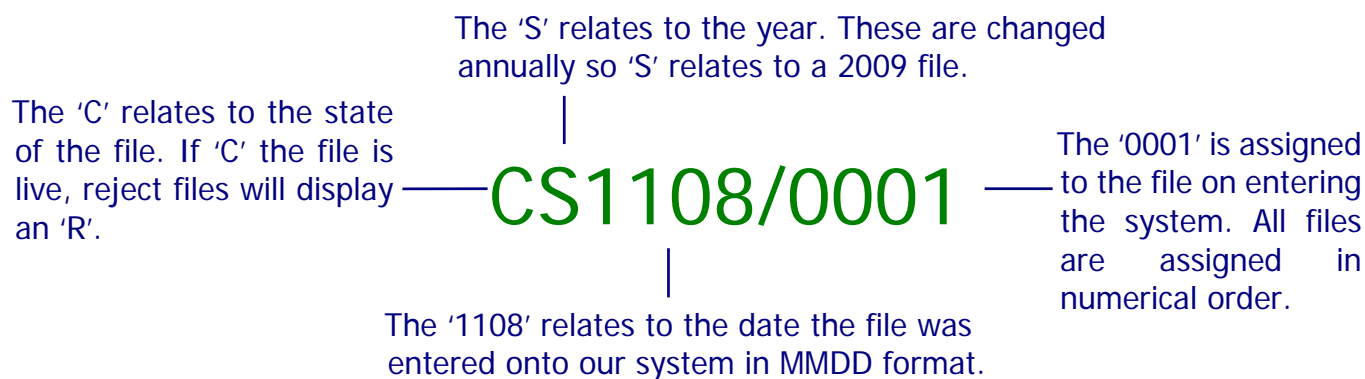 The ‘S’ relates to the year. These are changed
annually so ‘S’ relates to a 2009 file.
The ‘C’ relates to the state
of the file. If ‘C’ the file is
live, reject files will display
an ‘R’.
CS1108/0001
The ‘0001’ is assigned
to the file on entering
the system. All files
are assigned in
numerical order.
The ‘1108’ relates to the date the file was
entered onto our system in MMDD format.